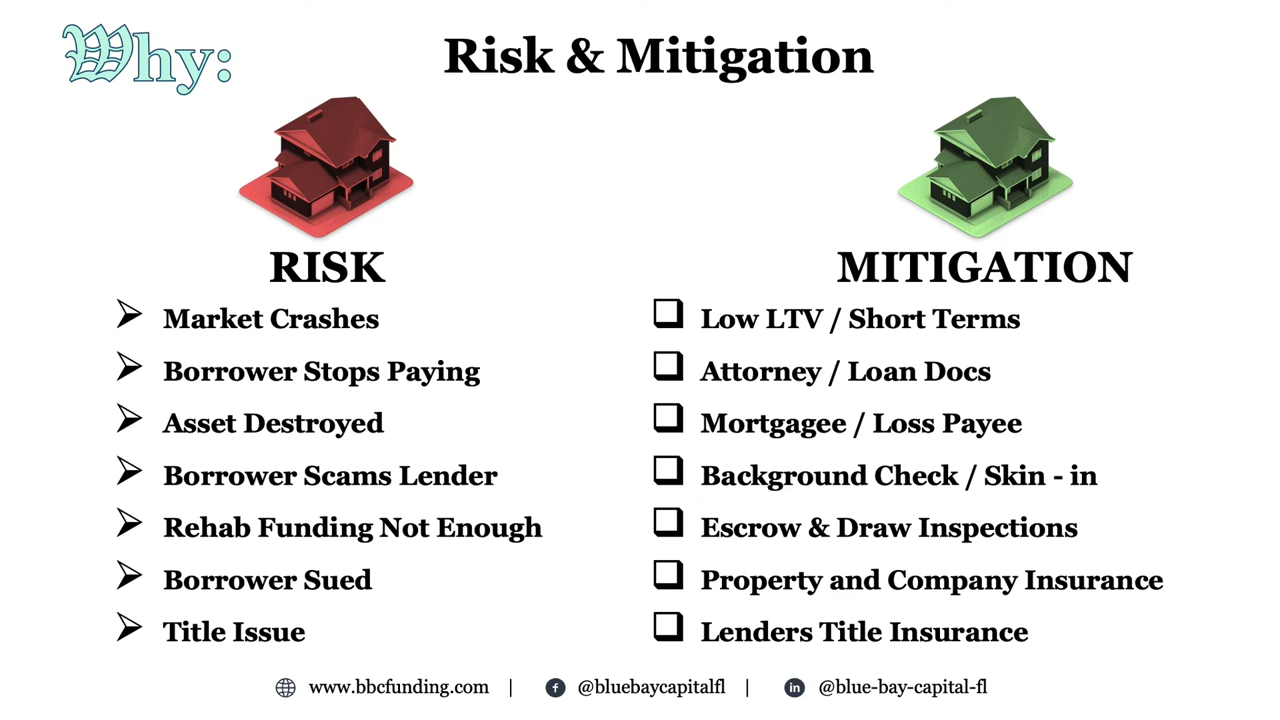 Why:
Risk & Mitigation
RISK
Market Crashes
Borrower Stops Paying
Asset Destroyed
Borrower Scams Lender
Rehab Funding Not Enough
Borrower Sued
Title Issue
MITIGATION
Low LTV / Short Terms
Attorney / Loan Docs
Mortgagee / Loss Payee
Background Check / Skin - in
Escrow & Draw Inspections
Property and Company Insurance
Lenders Title Insurance
www.bbcfunding.com | @bluebaycapitalfl | @blue-bay-capital-fl